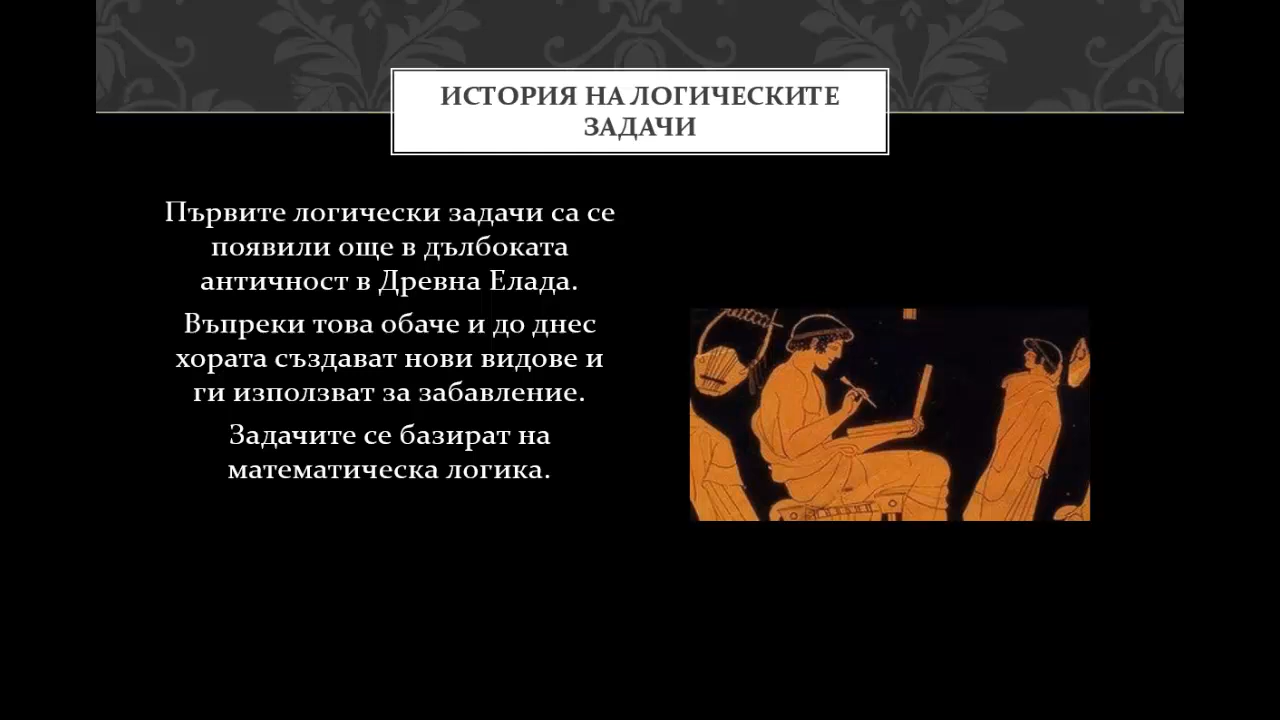 ИСТОРИЯ НА ЛОГИЧЕСКИТЕ
ЗАДАЧИ
Първите логически задачи са се
появили още в дълбоката
античност в Древна Елада.
Въпреки това обаче и до днес
хората създават нови видове и
ги използват за забавление.
Задачите се базират на
математическа логика.